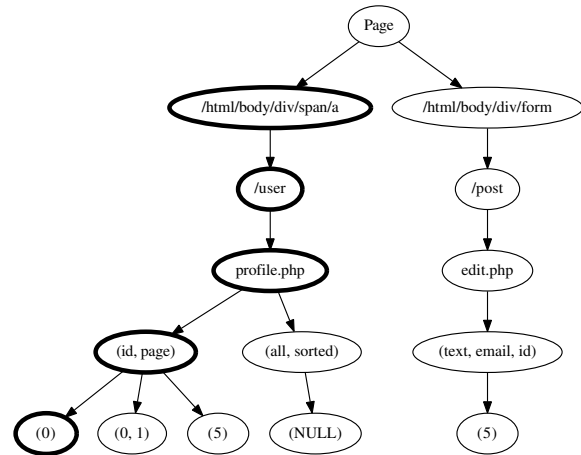 Page
/html/body/div/span/a
/html/body/div/form
/user
/post
profile.php
edit.php
(id, page)
(all, sorted)
(text, email, id)
(0)
(0, 1)
(5)
(NULL)
(5)